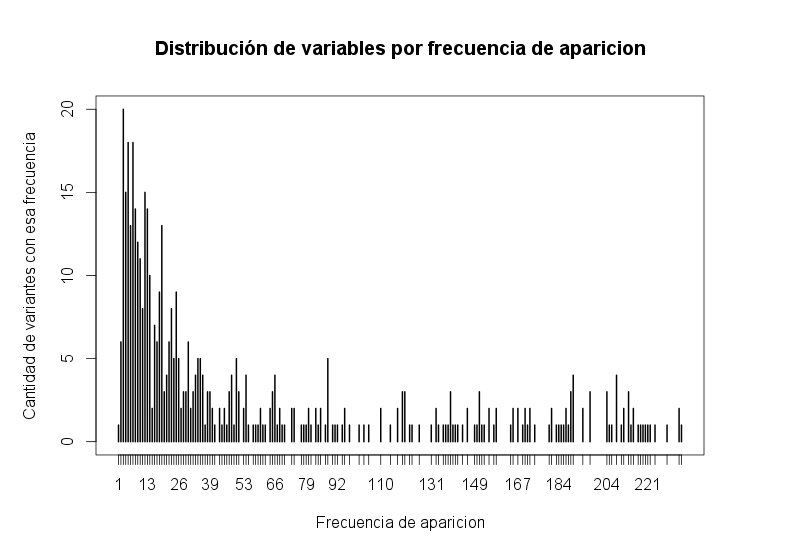 Distribución de variables por frecuencia de aparicion
Cantidad de variantes con esa frecuencia
20
15
10
5
0
1 13 26 39 53 66 79 92 110 131 149 167 184 204 221
Frecuencia de aparicion